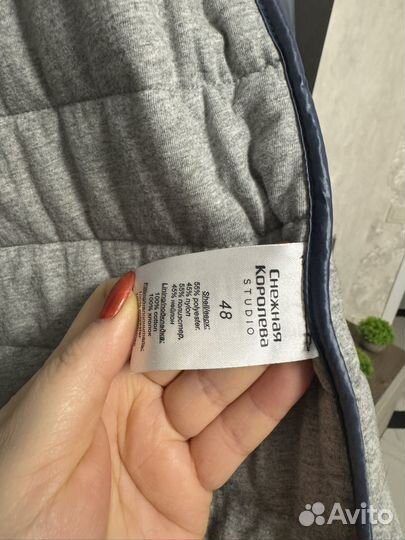 Снежная
Королева
STUDIO
48
Shell/верх:
55% polyester,
45% nylon
55% полиэстер,
45% нейлон
Lining/подкладка:
100% cotton
100% хлопок
Avito